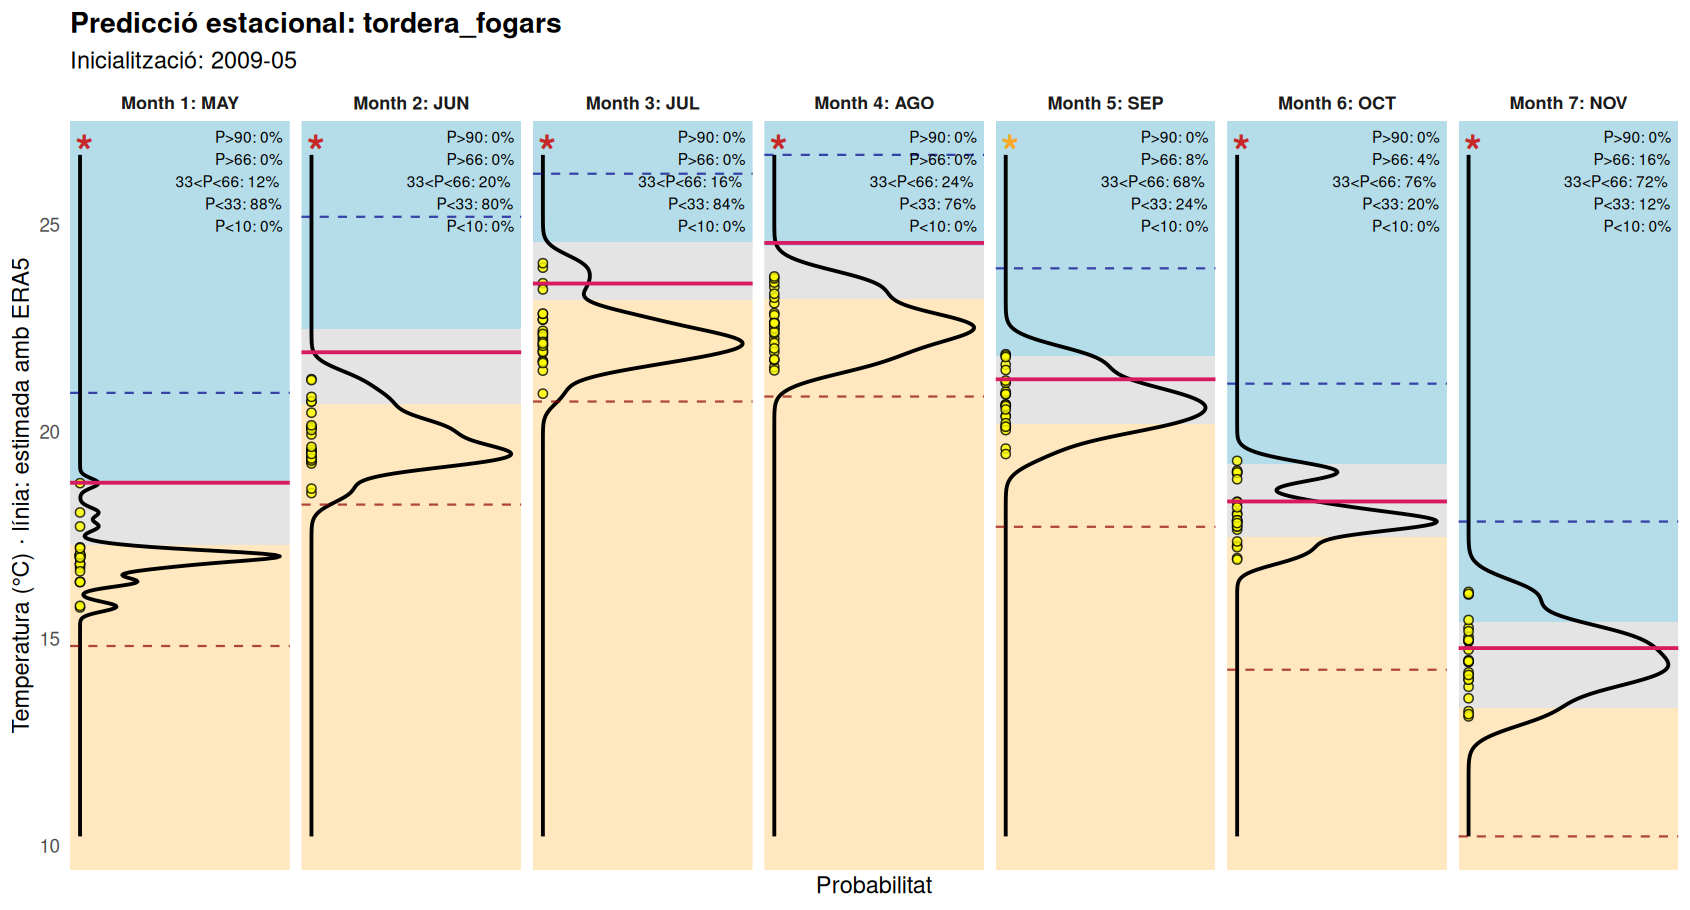 Predicció estacional: tordera_fogars
Inicialització: 2009-05
Month 1: MAY
Month 2: JUN
Month 3: JUL
Month 4: AGO
Month 5: SEP
Month 6: OCT
Month 7: NOV
P>90: 0%
P>66: 0%
33<P<66: 12%
P<33: 88%
P<10: 0%
P>90: 0%
P>66: 0%
33<P<66: 20%
P<33: 80%
P<10: 0%
P>90: 0%
P>66: 0%
33<P<66: 16%
P<33: 84%
P<10: 0%
P>90: 0%
P>66: 0%
33<P<66: 24%
P<33: 76%
P<10: 0%
P>90: 0%
P>66: 8%
33<P<66: 68%
P<33: 24%
P<10: 0%
P>90: 0%
P>66: 4%
33<P<66: 76%
P<33: 20%
P<10: 0%
P>90: 0%
P>66: 16%
33<P<66: 72%
P<33: 12%
P<10: 0%
25
20
15
10
Temperatura (°C) · línia: estimada amb ERA5
Probabilitat